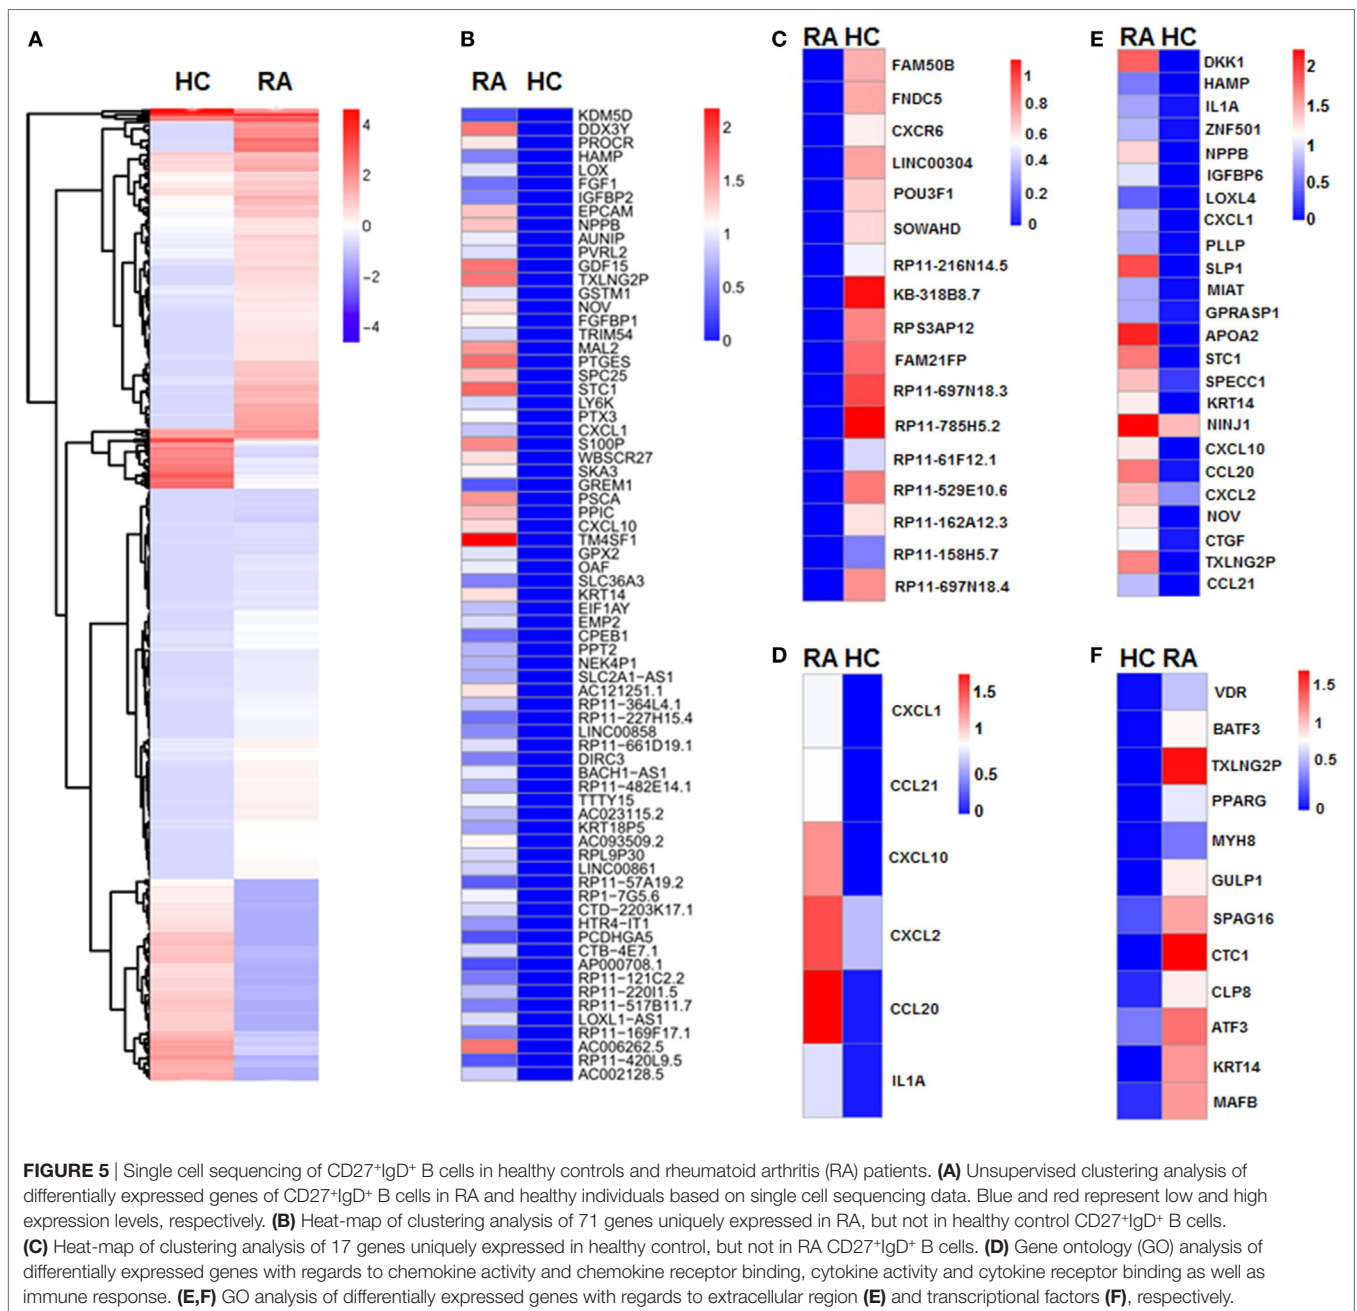 A
HC RA
4
2
0
−2
−4
B
RA HC
KDM5D
DDX3Y
PROCR
HAMP
LOX
FGF1
IGFBP2
EPCAM
NPPB
AUNIP
PVRL2
GDF15
TXLNG2P
GSTM1
NOV
FGFBP1
TRIM54
MAL2
PTGES
SPC25
STC1
LY6K
PTX3
CXCL1
S100P
WBSCR27
SKA3
GREM1
PSCA
PPIC
CXCL10
TM4SF1
GPX2
OAF
SLC36A3
KRT14
EIF1AY
EMP2
CPEB1
PPT2
NEK4P1
SLC2A1−AS1
AC121251.1
RP11−364L4.1
RP11−227H15.4
LINC00858
RP11−661D19.1
DIRC3
BACH1−AS1
RP11−482E14.1
TTTY15
AC023115.2
KRT18P5
AC093509.2
RPL9P30
LINC00861
RP11−57A19.2
RP1−7G5.6
CTD−2203K17.1
HTR4−IT1
PCDHGA5
CTB−4E7.1
AP000708.1
RP11−121C2.2
RP11−220I1.5
RP11−517B11.7
LOXL1−AS1
RP11−169F17.1
AC006262.5
RP11−420L9.5
AC002128.5
2
1.5
1
0.5
0
C
RA HC
FAM50B
FNDC5
CXCR6
LINC00304
POU3F1
SOWAHD
RP11-216N14.5
KB-318B8.7
RPS3AP12
FAM21FP
RP11-697N18.3
RP11-785H5.2
RP11-61F12.1
RP11-529E10.6
RP11-162A12.3
RP11-158H5.7
RP11-697N18.4
1
0.8
0.6
0.4
0.2
0
D
RA HC
CXCL1
CCL21
CXCL10
CXCL2
CCL20
IL1A
1.5
1
0.5
0
E
RA HC
DKK1
HAMP
IL1A
ZNF501
NPPB
IGFBP6
LOXL4
CXCL1
PLLP
SLP1
MIAT
GPRASP1
APOA2
STC1
SPECC1
KRT14
NINJ1
CXCL10
CCL20
CXCL2
NOV
CTGF
TXLNG2P
CCL21
2
1.5
1
0.5
0
F
HC RA
VDR
BATF3
TXLNG2P
PPARG
MYH8
GULP1
SPAG16
CTC1
CLP8
ATF3
KRT14
MAFB
1.5
1
0.5
0
FIGURE 5 | Single cell sequencing of CD27⁺IgD⁺ B cells in healthy controls and rheumatoid arthritis (RA) patients. (A) Unsupervised clustering analysis of
differentially expressed genes of CD27⁺IgD⁺ B cells in RA and healthy individuals based on single cell sequencing data. Blue and red represent low and high
expression levels, respectively. (B) Heat-map of clustering analysis of 71 genes uniquely expressed in RA, but not in healthy control CD27⁺IgD⁺ B cells.
(C) Heat-map of clustering analysis of 17 genes uniquely expressed in healthy control, but not in RA CD27⁺IgD⁺ B cells. (D) Gene ontology (GO) analysis of
differentially expressed genes with regards to chemokine activity and chemokine receptor binding, cytokine activity and cytokine receptor binding as well as
immune response. (E,F) GO analysis of differentially expressed genes with regards to extracellular region (E) and transcriptional factors (F), respectively.